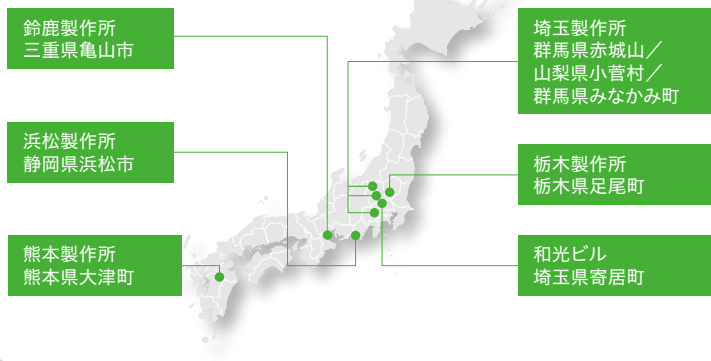 鈴鹿製作所
三重県亀山市
浜松製作所
静岡県浜松市
熊本製作所
熊本県大津町
埼玉製作所
群馬県赤城山／
山梨県小菅村／
群馬県みなかみ町
栃木製作所
栃木県足尾町
和光ビル
埼玉県寄居町